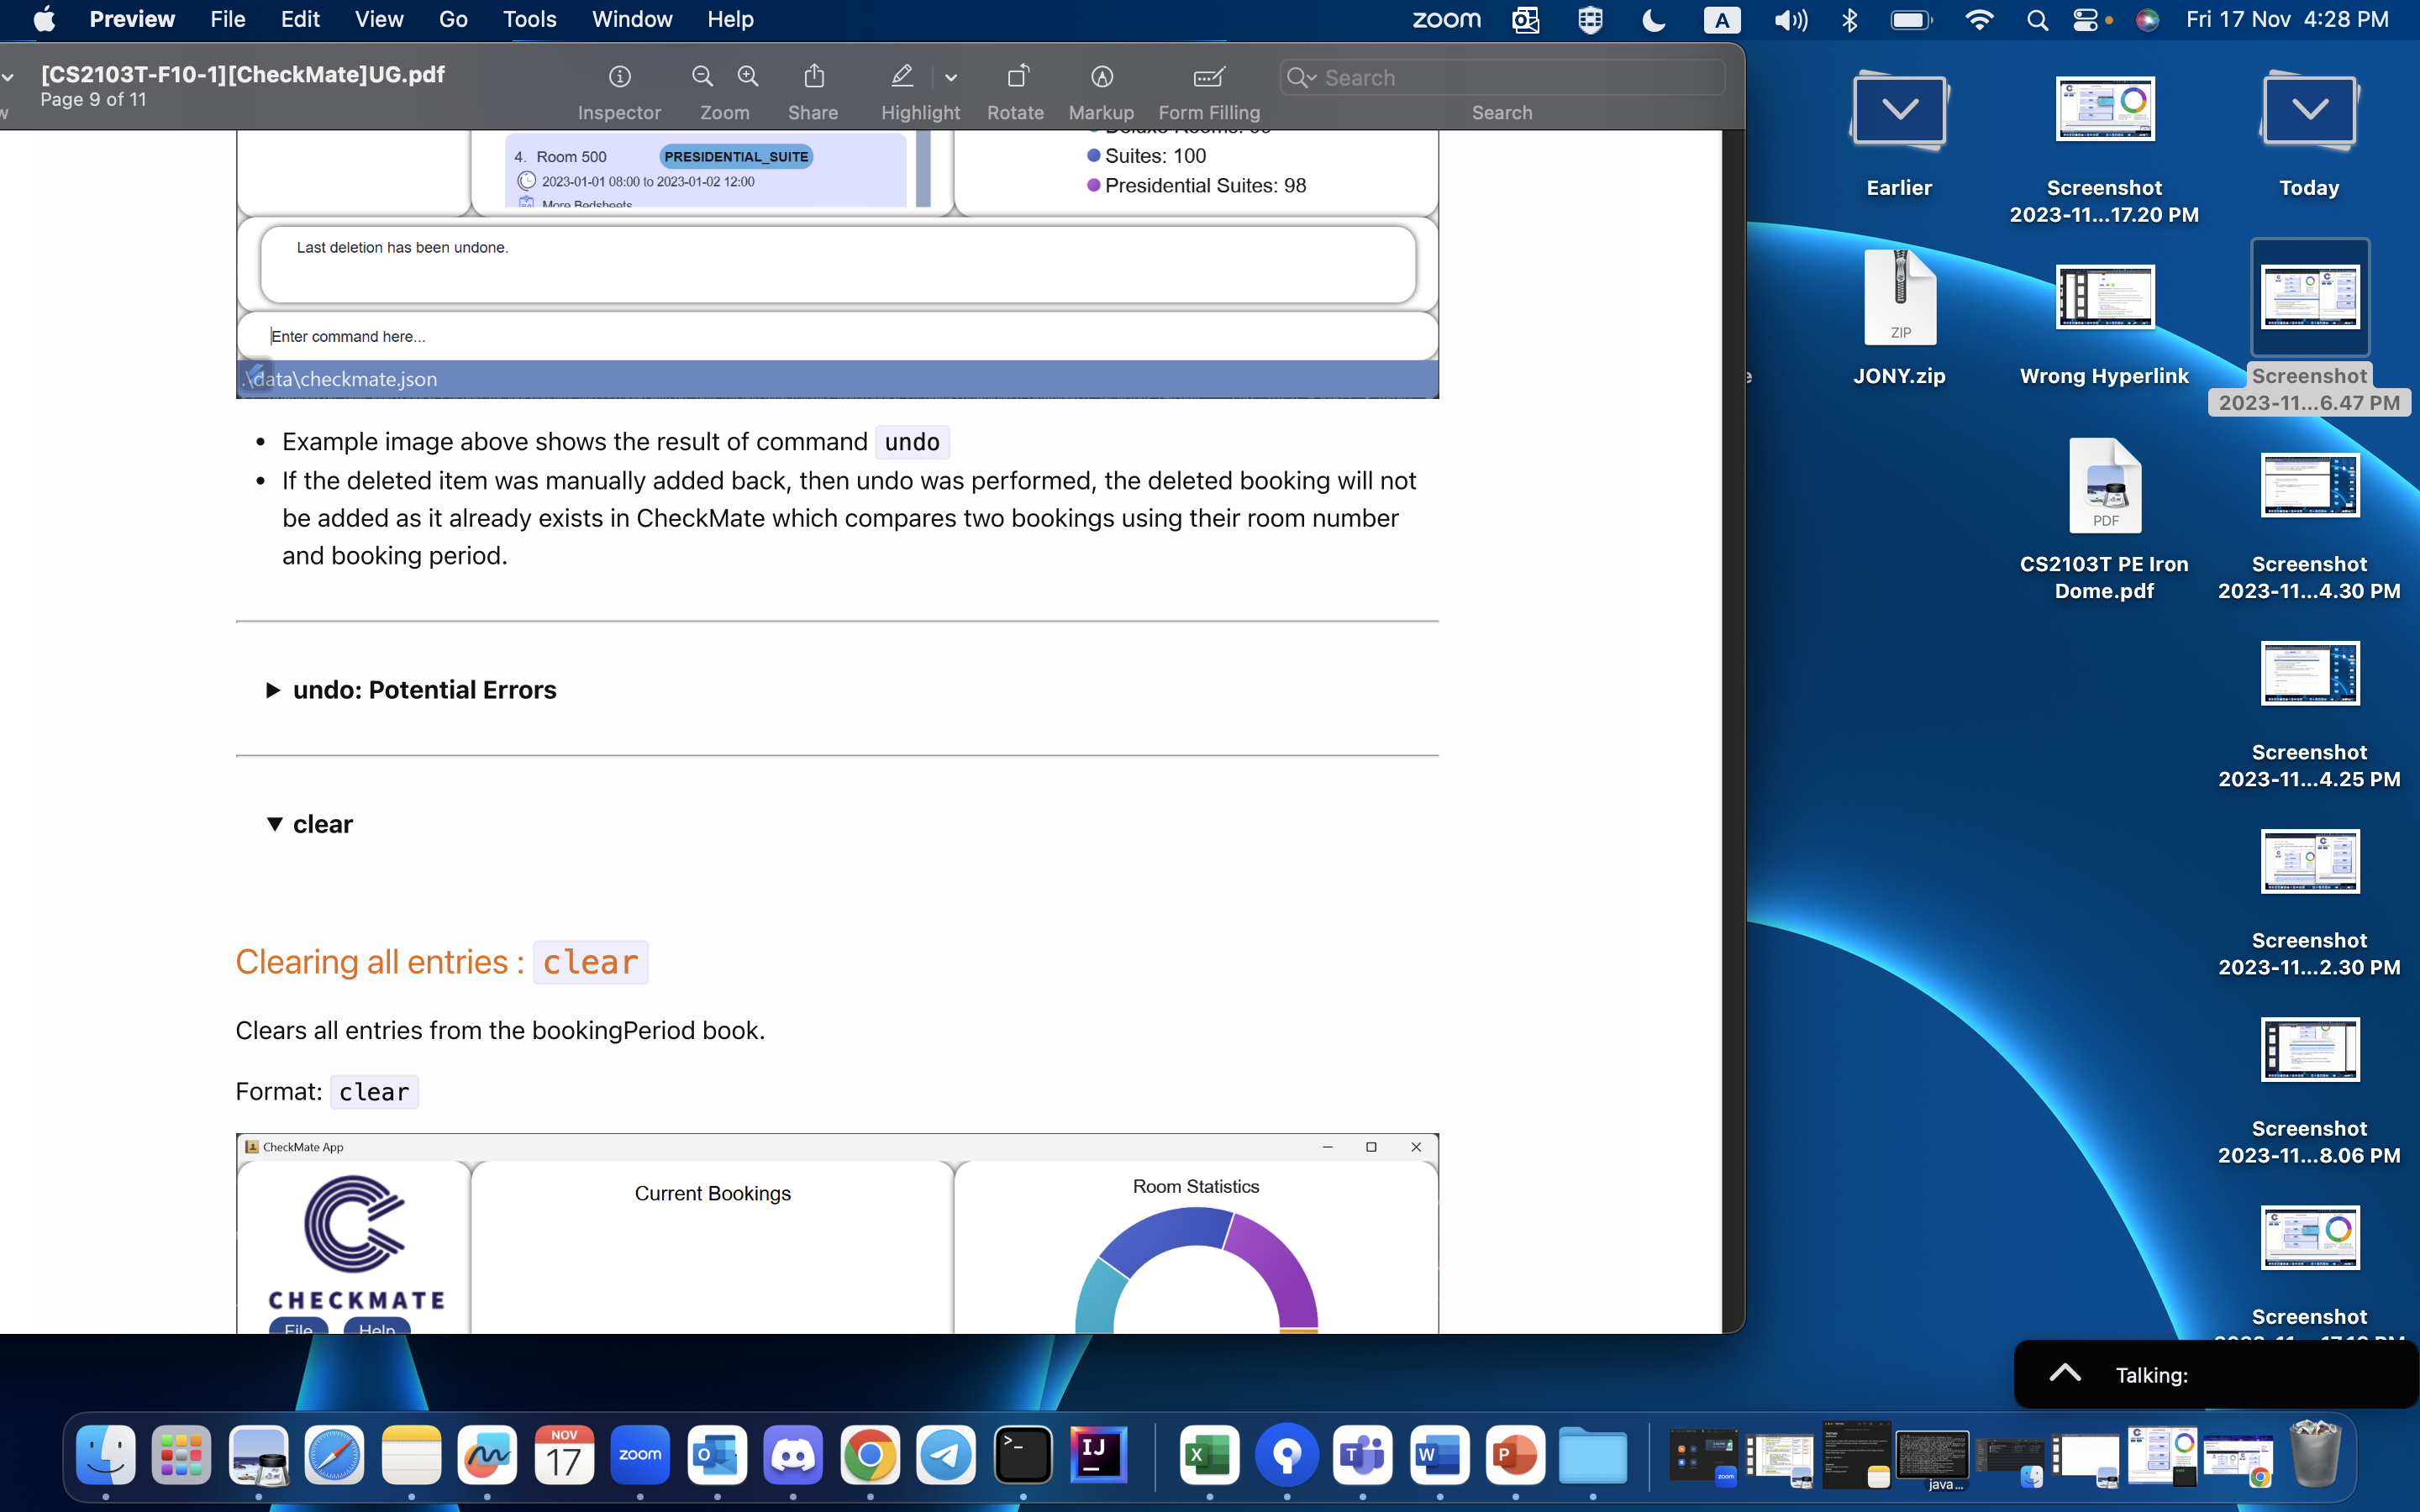 Preview File Edit View Go Tools Window Help
zoom A Fri 17 Nov 4:28 PM
[CS2103T-F10-1][CheckMate]UG.pdf
Page 9 of 11
Search
Inspector Zoom Share Highlight Rotate Markup Form Filling Search
4. Room 500 PRESIDENTIAL_SUITE
2023-01-01 08:00 to 2023-01-02 12:00
More Bedsheets
Suites: 100
Presidential Suites: 98
Last deletion has been undone.
Enter command here...
.\data\checkmate.json
• Example image above shows the result of command undo
• If the deleted item was manually added back, then undo was performed, the deleted booking will not
be added as it already exists in CheckMate which compares two bookings using their room number
and booking period.
▶ undo: Potential Errors
▼ clear
Clearing all entries : clear
Clears all entries from the bookingPeriod book.
Format: clear
CheckMate App
CHECKMATE
File Help
Current Bookings
Room Statistics
Earlier
Screenshot
2023-11...17.20 PM
Today
ZIP
JONY.zip
Wrong Hyperlink
Screenshot
2023-11...6.47 PM
PDF
CS2103T PE Iron
Dome.pdf
Screenshot
2023-11...4.30 PM
Screenshot
2023-11...4.25 PM
Screenshot
2023-11...2.30 PM
Screenshot
2023-11...8.06 PM
Screenshot
Talking:
NOV
17
zoom
IJ
java...